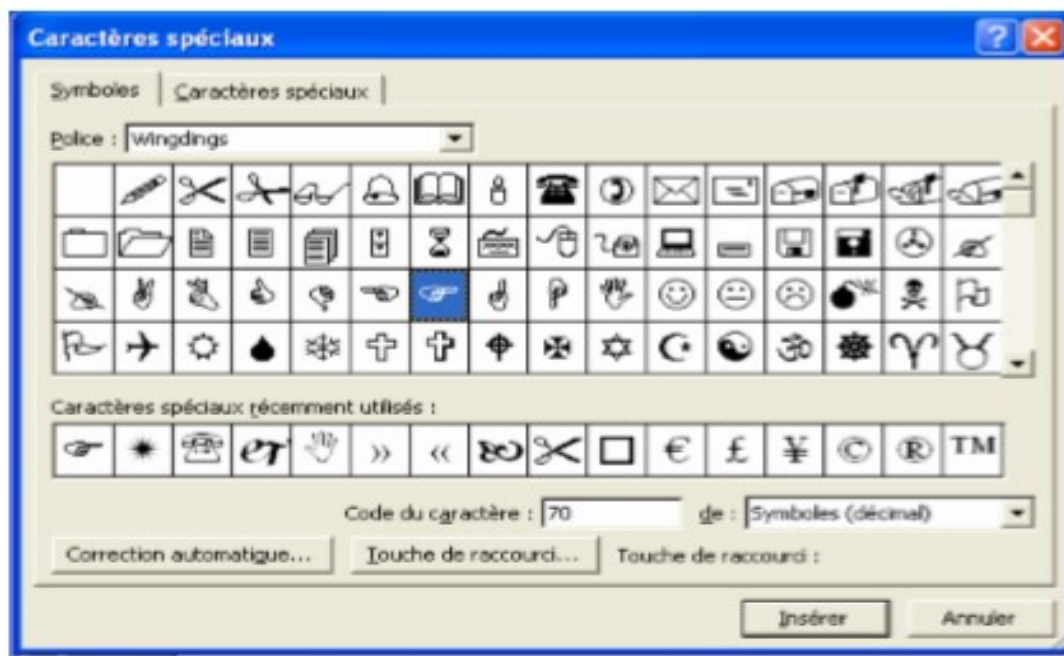 Caractères spéciaux
Symboles Caractères spéciaux
Police : Wingdings
Caractères spéciaux récemment utilisés :
» « € £ ¥ © ® TM
Code du caractère : 70 de : Symboles (décimal)
Correction automatique... Touche de raccourci... Touche de raccourci :
Insérer Annuler